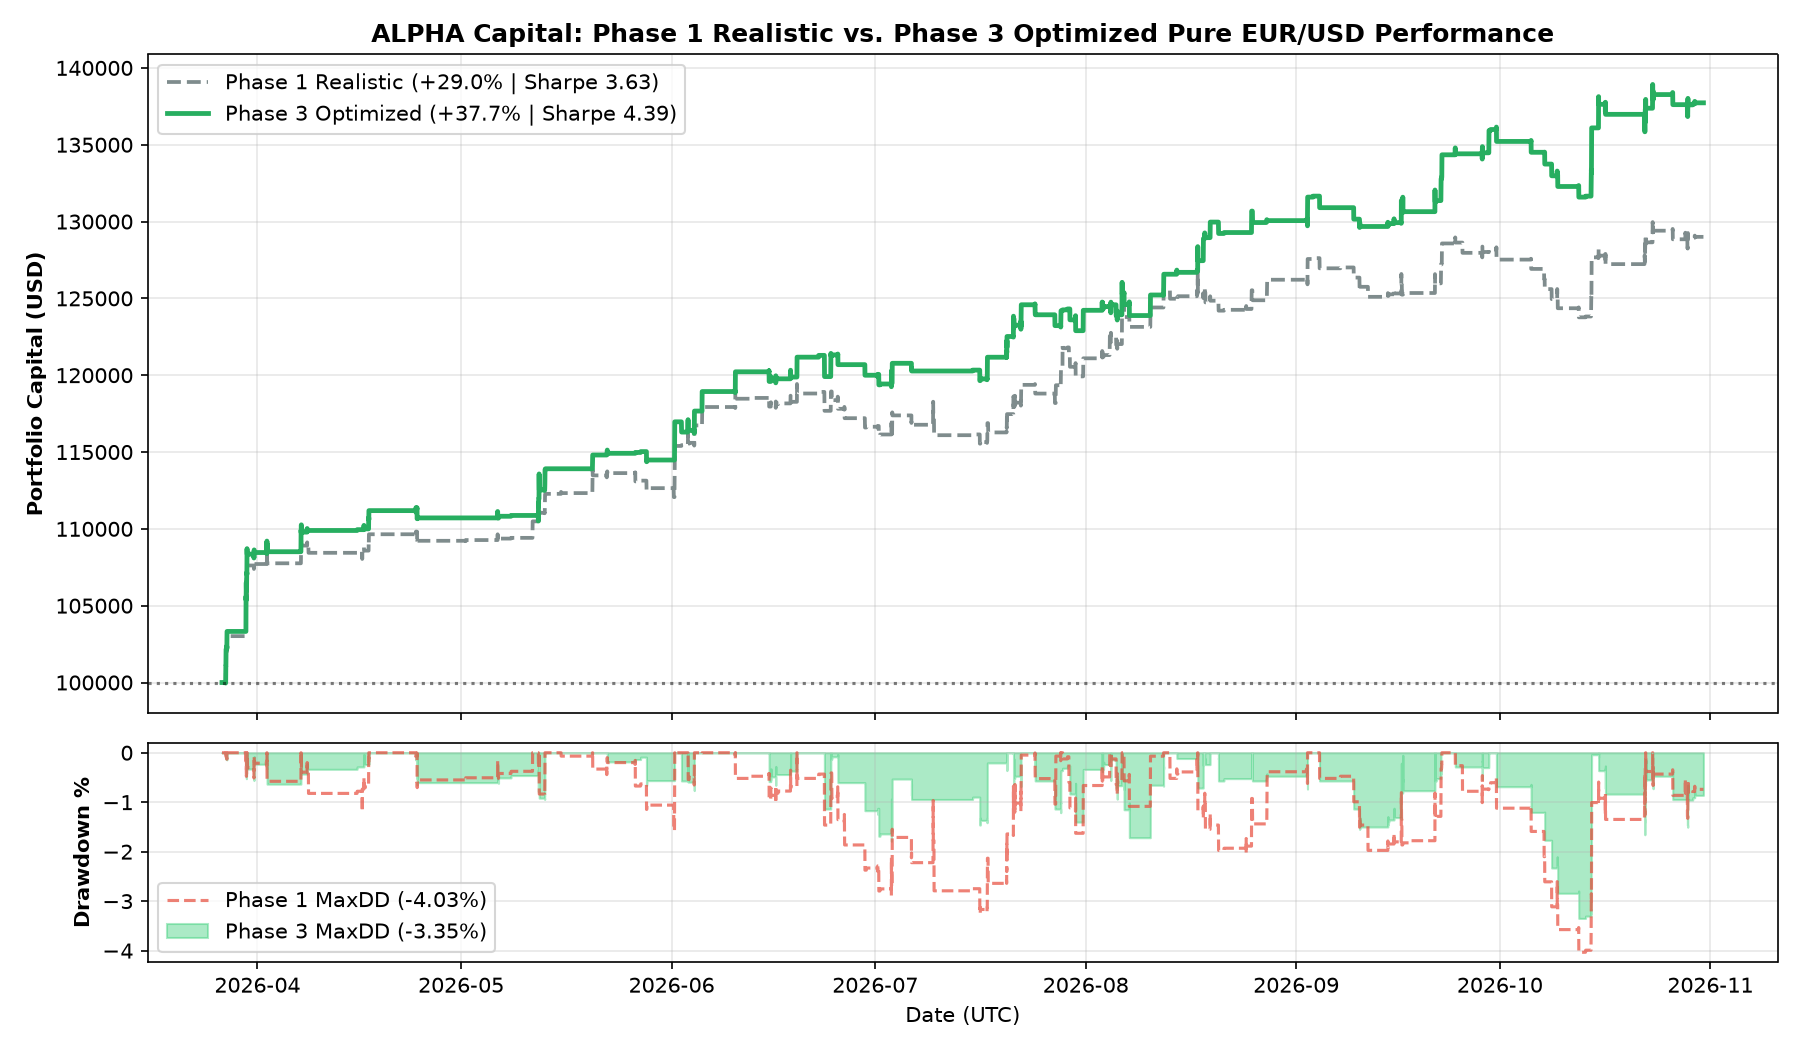 ALPHA Capital: Phase 1 Realistic vs. Phase 3 Optimized Pure EUR/USD Performance
140000
135000
130000
125000
120000
115000
110000
105000
100000
Portfolio Capital (USD)
Phase 1 Realistic (+29.0% | Sharpe 3.63)
Phase 3 Optimized (+37.7% | Sharpe 4.39)
0
−1
−2
−3
−4
Drawdown %
Phase 1 MaxDD (-4.03%)
Phase 3 MaxDD (-3.35%)
2026-04
2026-05
2026-06
2026-07
2026-08
2026-09
2026-10
2026-11
Date (UTC)